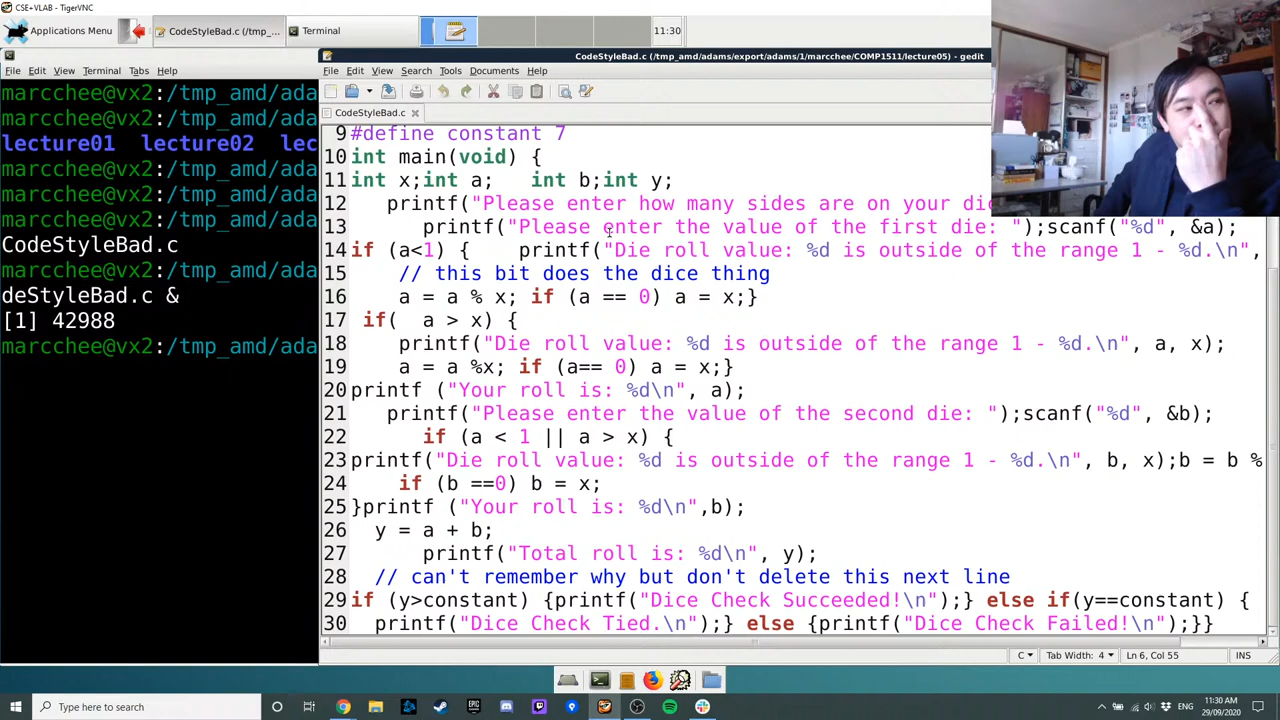 CSE+VLAB - TigerVNC
Applications Menu
CodeStyleBad.c (/tmp_...
Terminal
11:30
CodeStyleBad.c (/tmp_amd/adams/export/adams/1/marcchee/COMP1511/lecture05) - gedit
File Edit View Terminal Tabs Help
File Edit View Search Tools Documents Help
CodeStyleBad.c
marcchee@vx2:/tmp_amd/ada
marcchee@vx2:/tmp_amd/ada
lecture01 lecture02 lec
marcchee@vx2:/tmp_amd/ada
marcchee@vx2:/tmp_amd/ada
marcchee@vx2:/tmp_amd/ada
CodeStyleBad.c
marcchee@vx2:/tmp_amd/ada
deStyleBad.c &
[1] 42988
marcchee@vx2:/tmp_amd/ada
9 #define constant 7
10 int main(void) {
11 int x;int a;   int b;int y;
12    printf("Please enter how many sides are on your dic
13       printf("Please enter the value of the first die: ");scanf("%d", &a);
14 if (a<1) {    printf("Die roll value: %d is outside of the range 1 - %d.\n",
15     // this bit does the dice thing
16     a = a % x; if (a == 0) a = x;}
17  if(  a > x) {
18     printf("Die roll value: %d is outside of the range 1 - %d.\n", a, x);
19     a = a %x; if (a== 0) a = x;}
20 printf ("Your roll is: %d\n", a);
21    printf("Please enter the value of the second die: ");scanf("%d", &b);
22       if (a < 1 || a > x) {
23 printf("Die roll value: %d is outside of the range 1 - %d.\n", b, x);b = b %
24     if (b ==0) b = x;
25 }printf ("Your roll is: %d\n",b);
26   y = a + b;
27       printf("Total roll is: %d\n", y);
28   // can't remember why but don't delete this next line
29 if (y>constant) {printf("Dice Check Succeeded!\n");} else if(y==constant) {
30   printf("Dice Check Tied.\n");} else {printf("Dice Check Failed!\n");}}
C Tab Width: 4 Ln 6, Col 55 INS
Type here to search
ENG
11:30 AM
29/09/2020